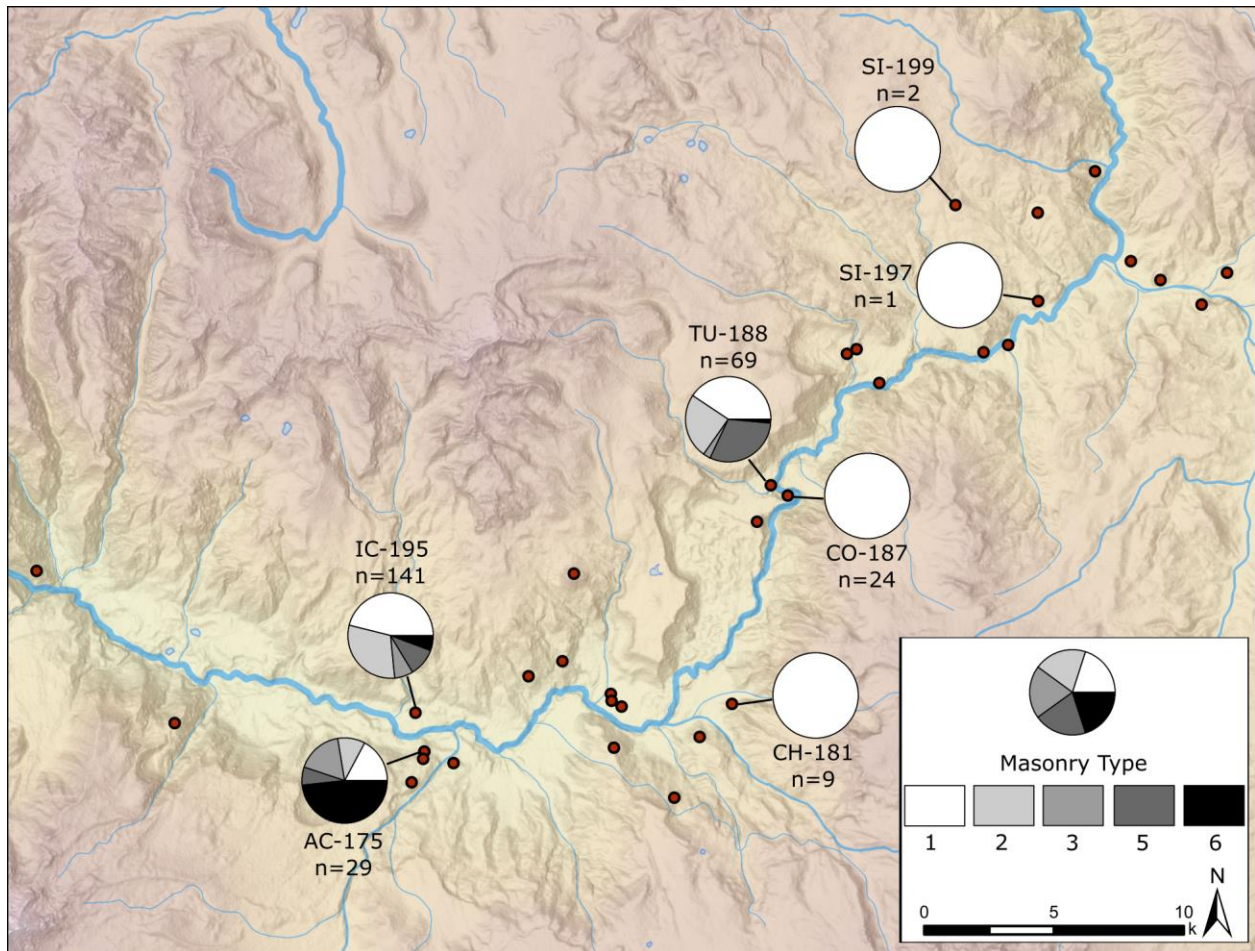 SI-199
n=2
SI-197
n=1
TU-188
n=69
CO-187
n=24
IC-195
n=141
CH-181
n=9
AC-175
n=29
Masonry Type
1 2 3 5 6
N
0 5 10
k